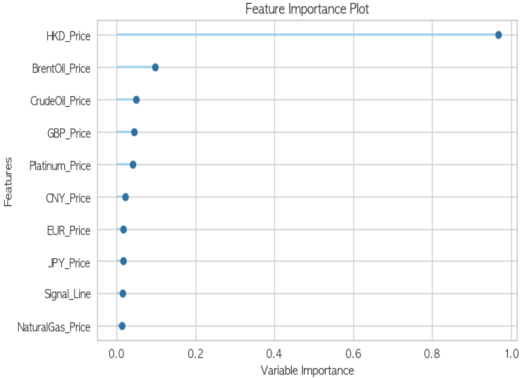 Feature Importance Plot
Features
HKD_Price
BrentOil_Price
CrudeOil_Price
GBP_Price
Platinum_Price
CNY_Price
EUR_Price
JPY_Price
Signal_Line
NaturalGas_Price
0.0 0.2 0.4 0.6 0.8 1.0
Variable Importance